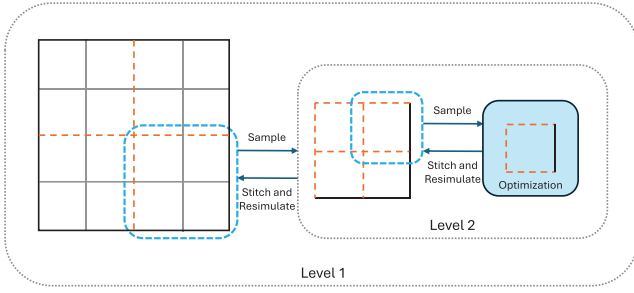 Sample
Stitch and
Resimulate
Sample
Stitch and
Resimulate
Optimization
Level 2
Level 1